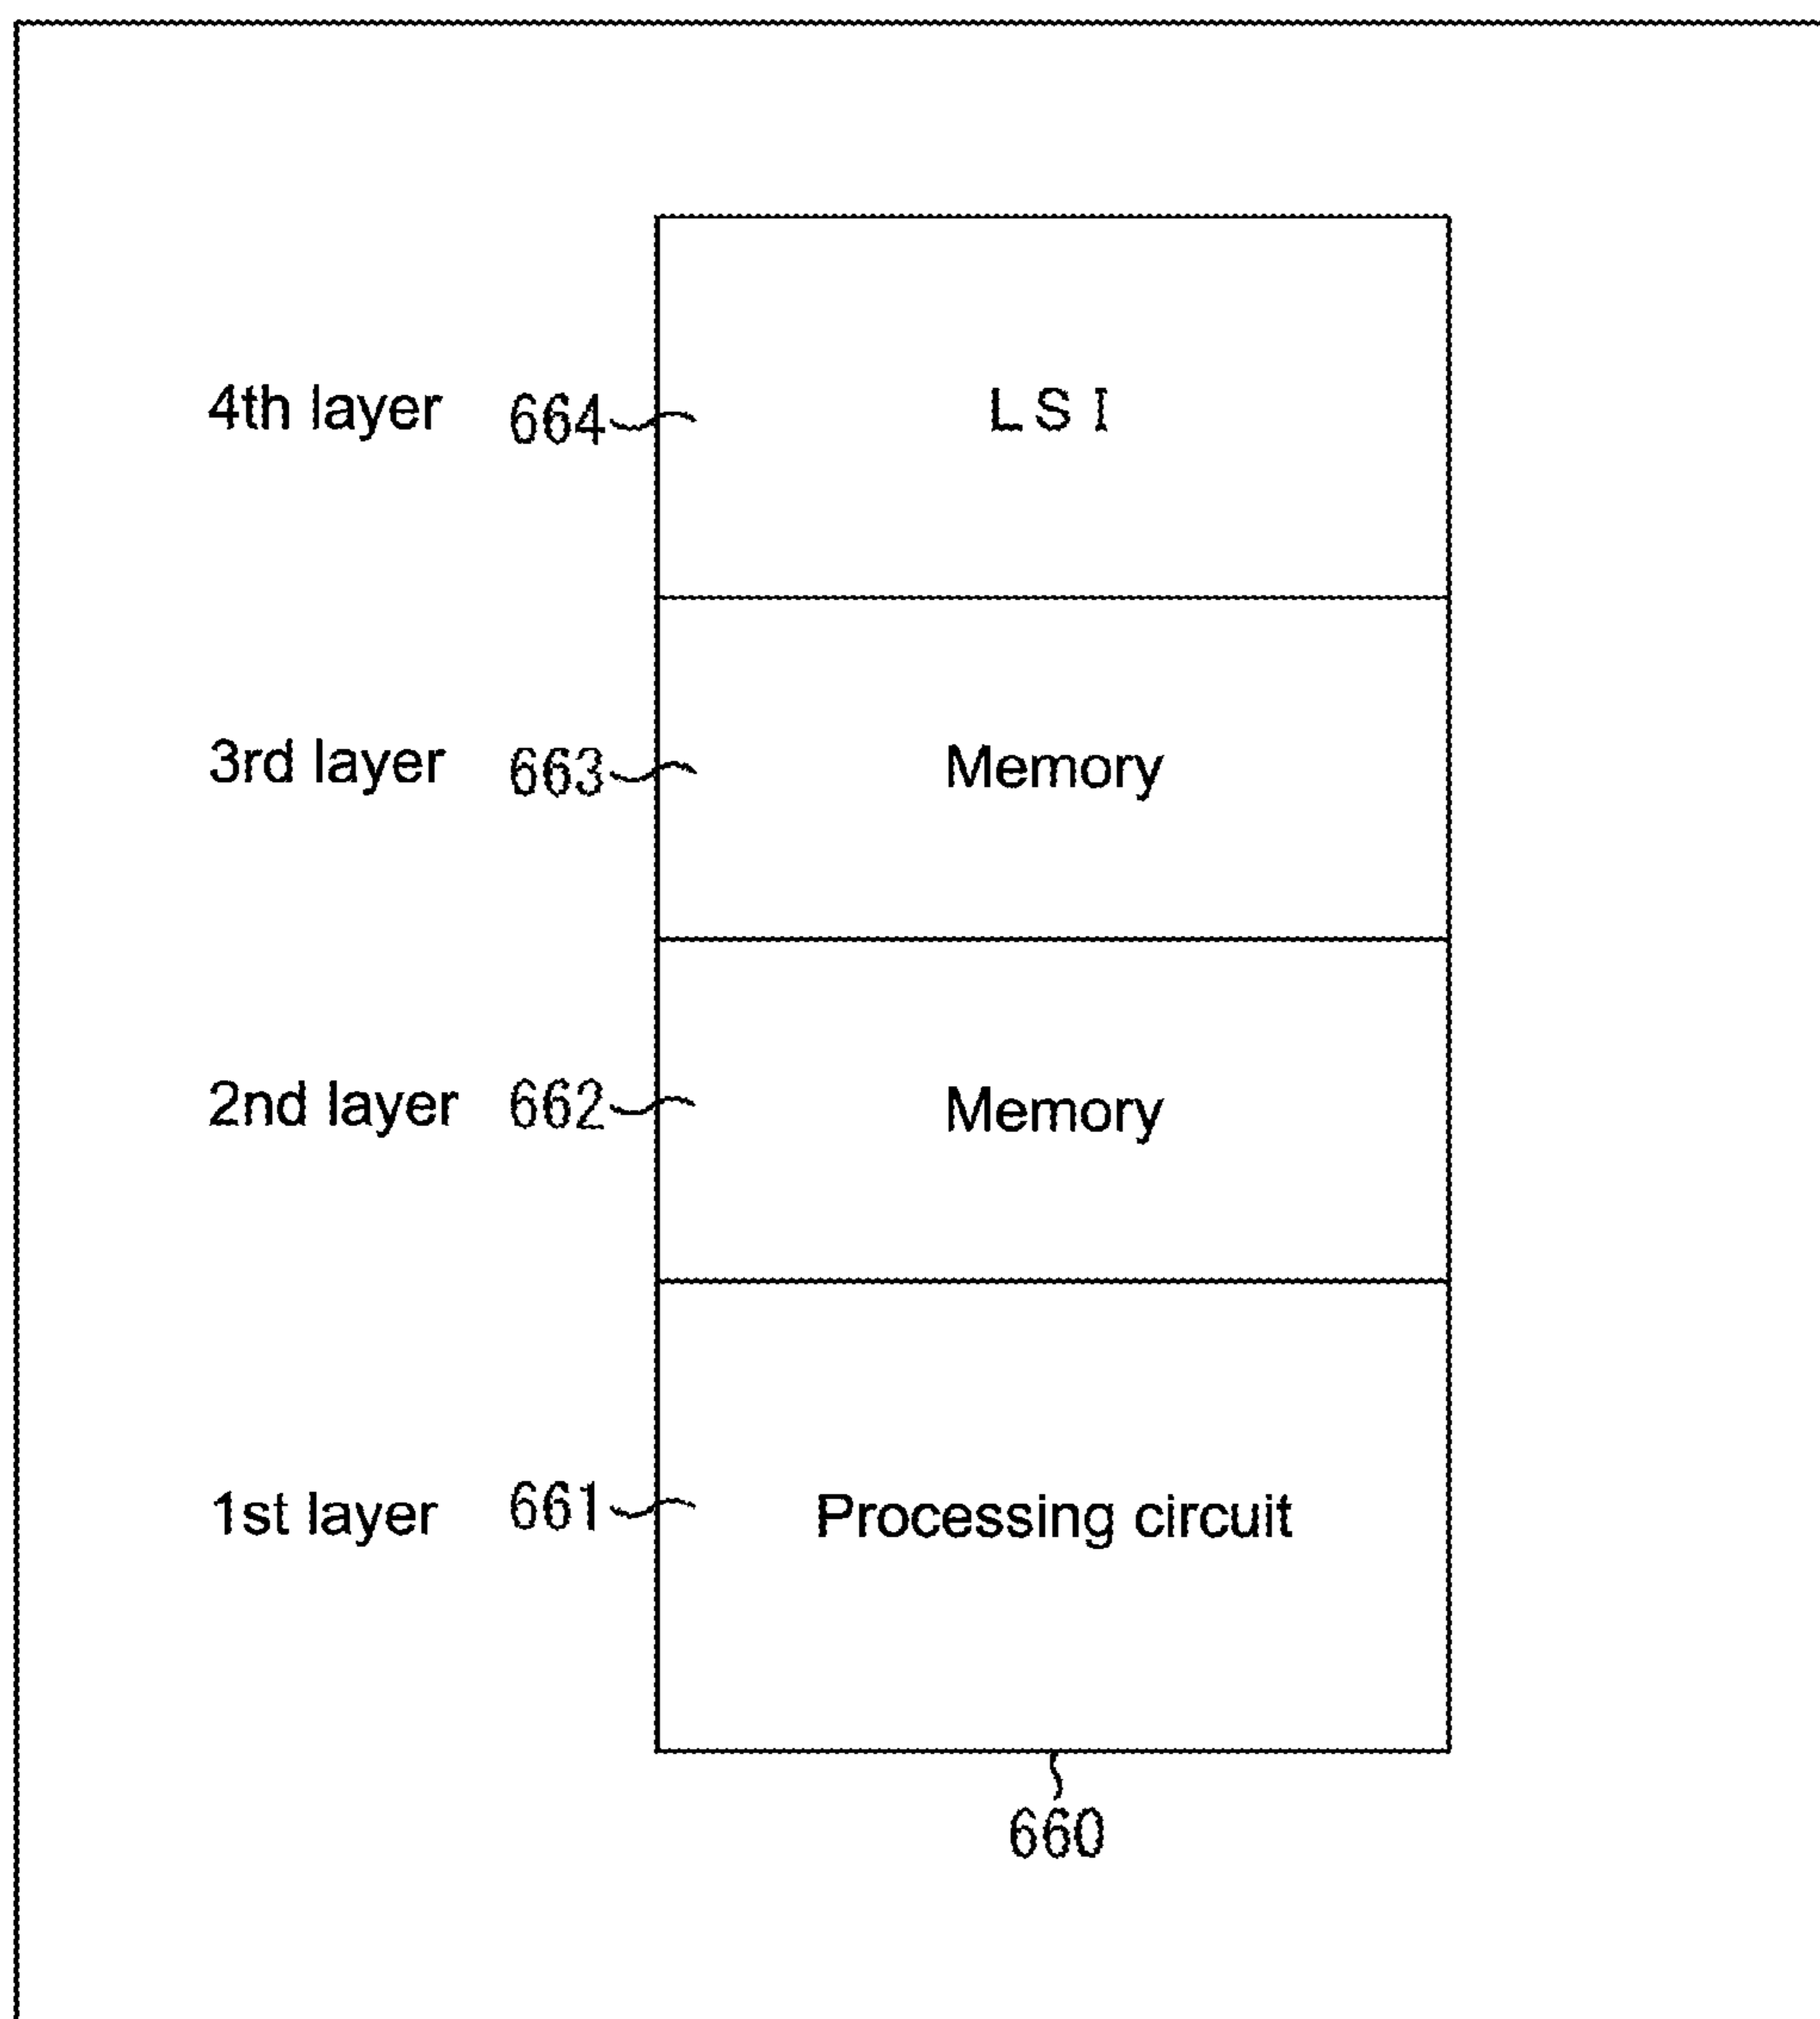 4th layer 664 LSI
3rd layer 663 Memory
2nd layer 662 Memory
1st layer 661 Processing circuit
660